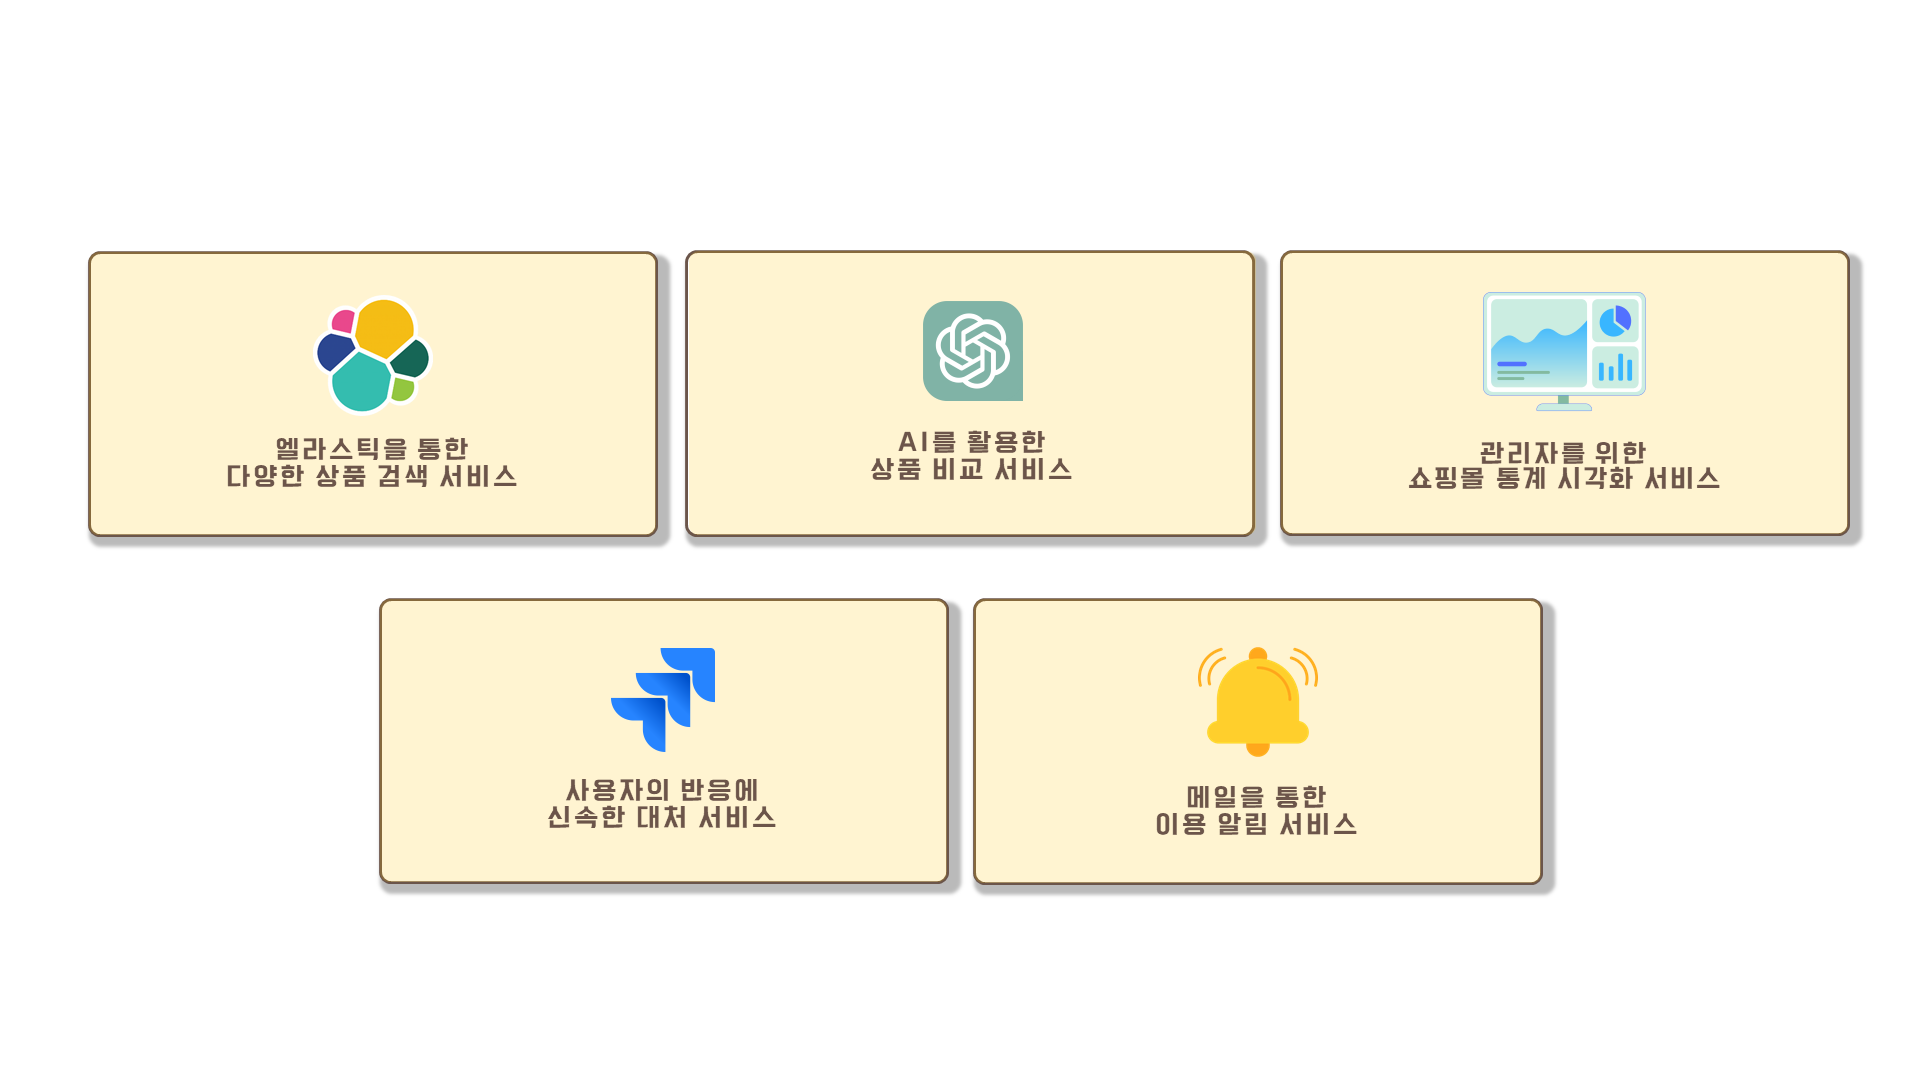 엘라스틱을 통한
다양한 상품 검색 서비스
AI를 활용한
상품 비교 서비스
관리자를 위한
쇼핑몰 통계 시각화 서비스
사용자의 반응에
신속한 대처 서비스
메일을 통한
이용 알림 서비스